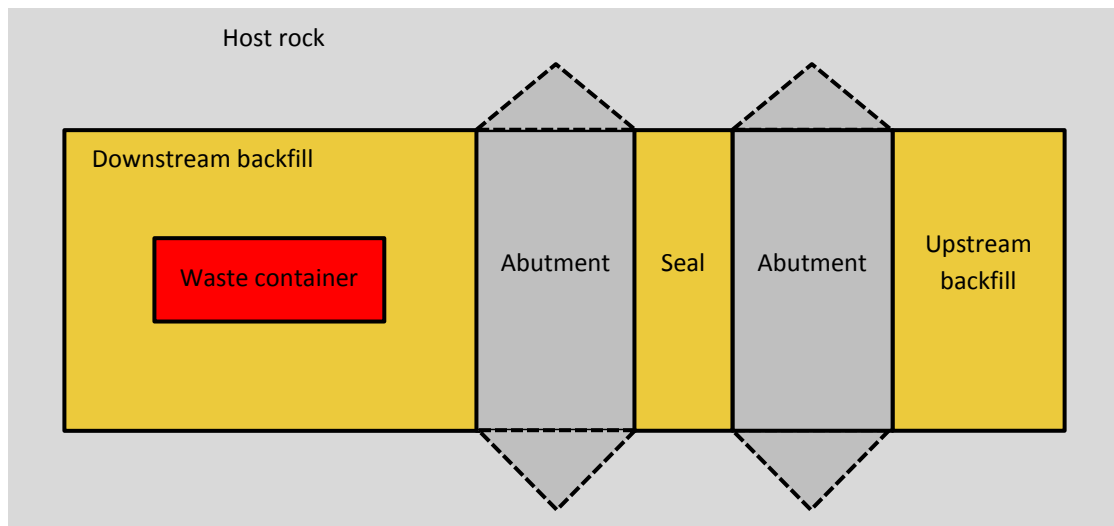 Host rock
Downstream backfill
Waste container
Abutment
Seal
Abutment
Upstream
backfill